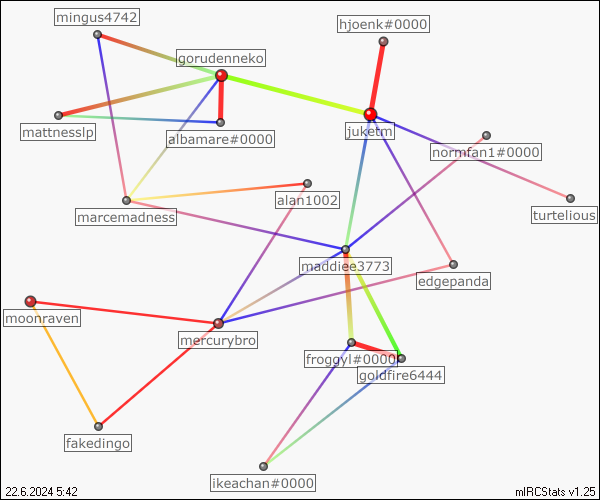 mingus4742
hjoenk#0000
gorudenneko
mattnesslp
albamare#0000
juketm
normfan1#0000
alan1002
marcemadness
turtelious
maddiee3773
edgepanda
moonraven
mercurybro
froggyl#0000
goldfire6444
fakedingo
ikeachan#0000
22.6.2024 5:42
mIRCStats v1.25